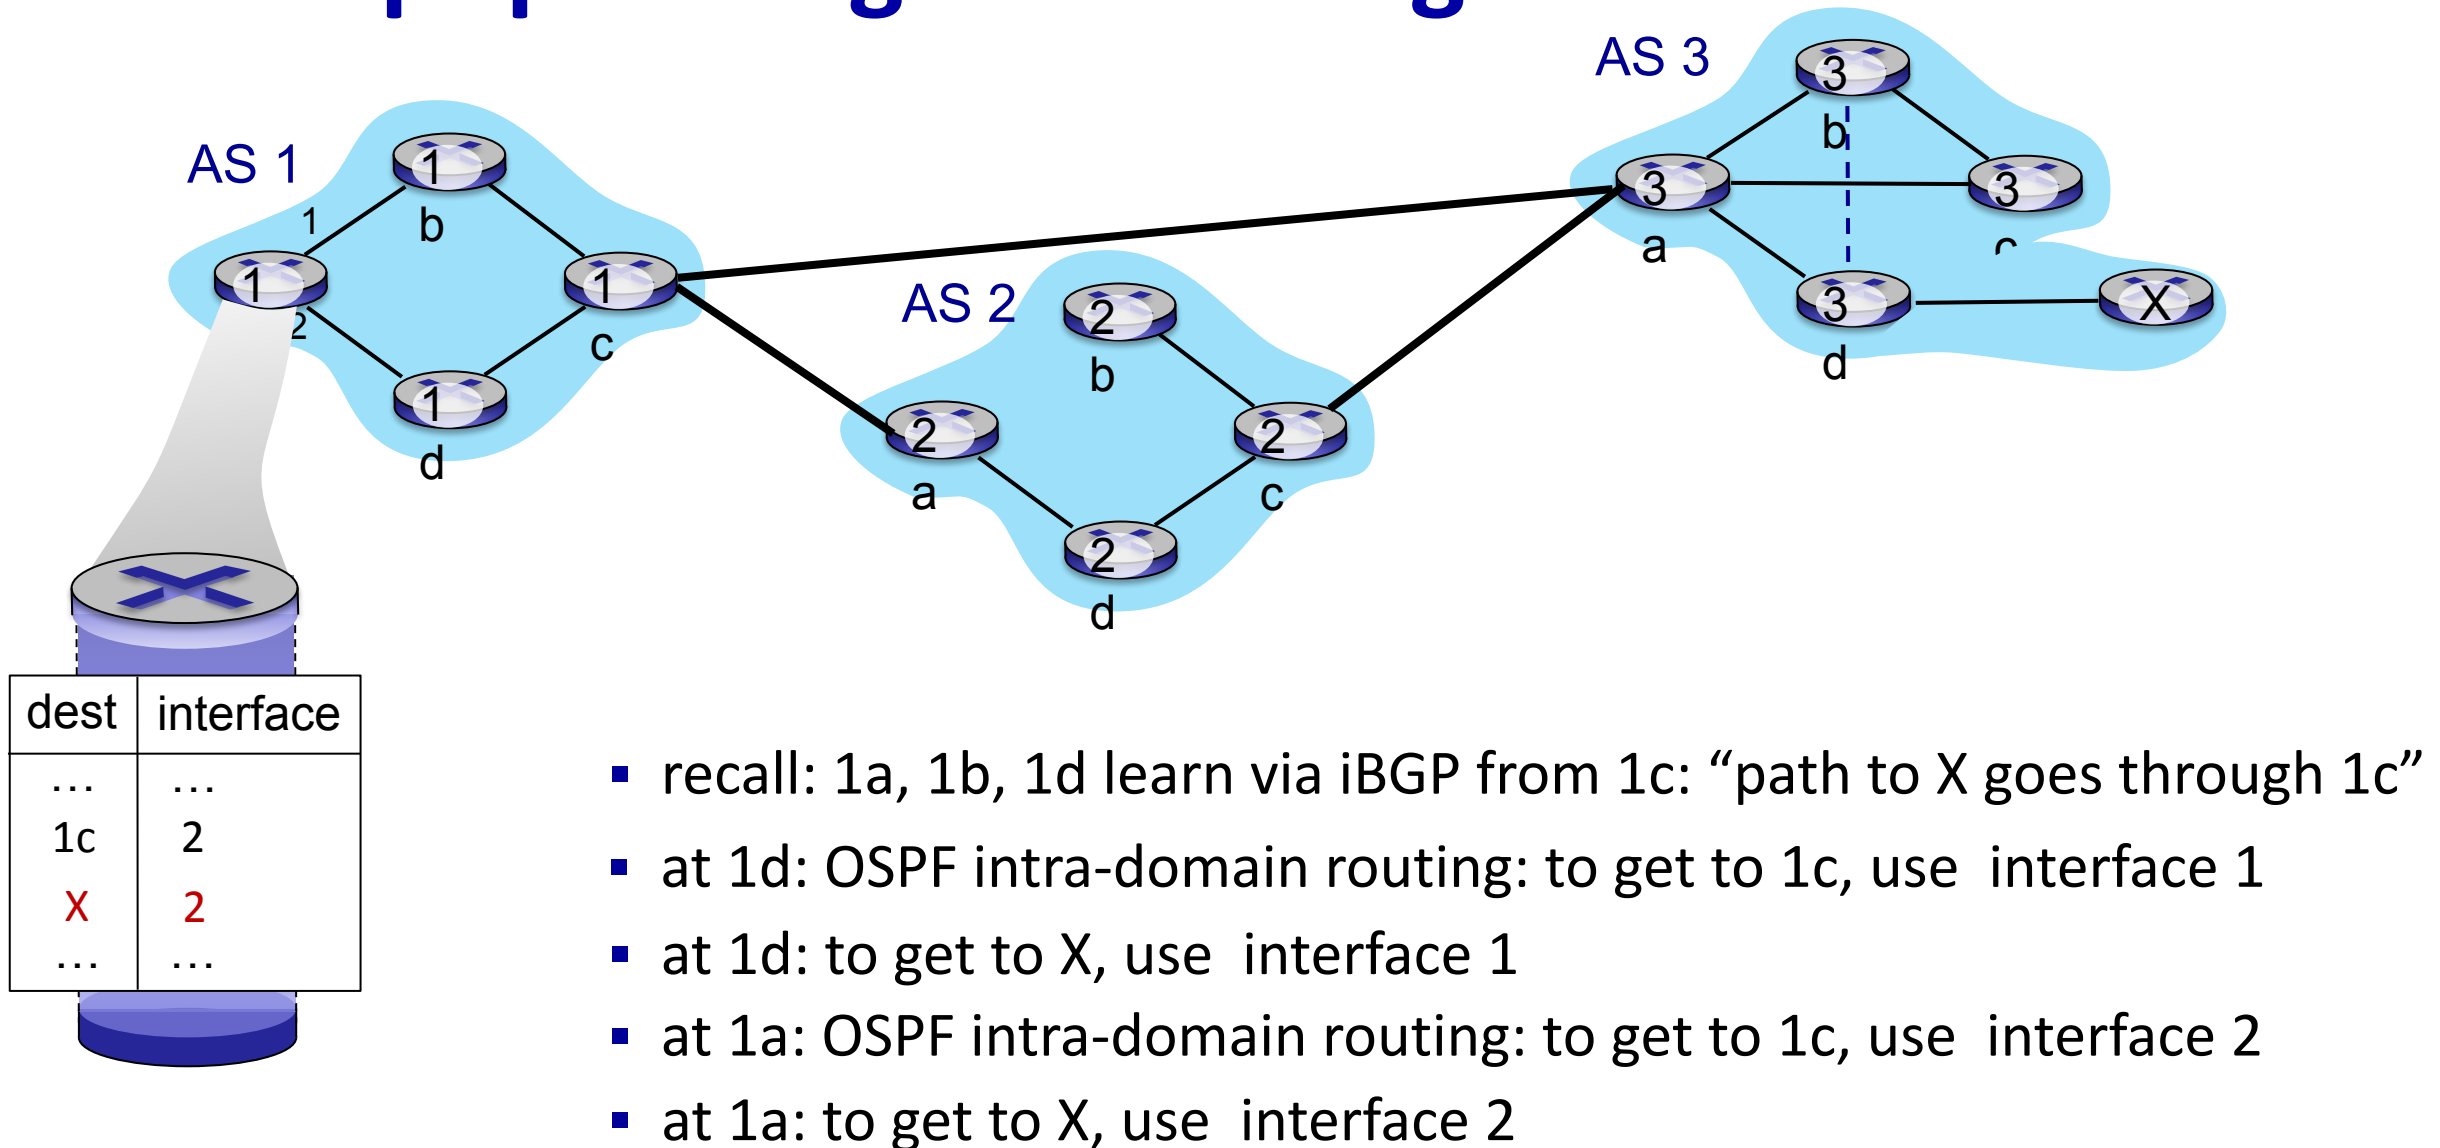 AS 3
3
b
AS 1
1
b
1
3
a
3
1
2
1
c
AS 2
2
b
3
d
X
1
d
2
a
2
c
2
d
dest interface
... ...
1c 2
X 2
... ...
▪ recall: 1a, 1b, 1d learn via iBGP from 1c: “path to X goes through 1c”
▪ at 1d: OSPF intra-domain routing: to get to 1c, use interface 1
▪ at 1d: to get to X, use interface 1
▪ at 1a: OSPF intra-domain routing: to get to 1c, use interface 2
▪ at 1a: to get to X, use interface 2